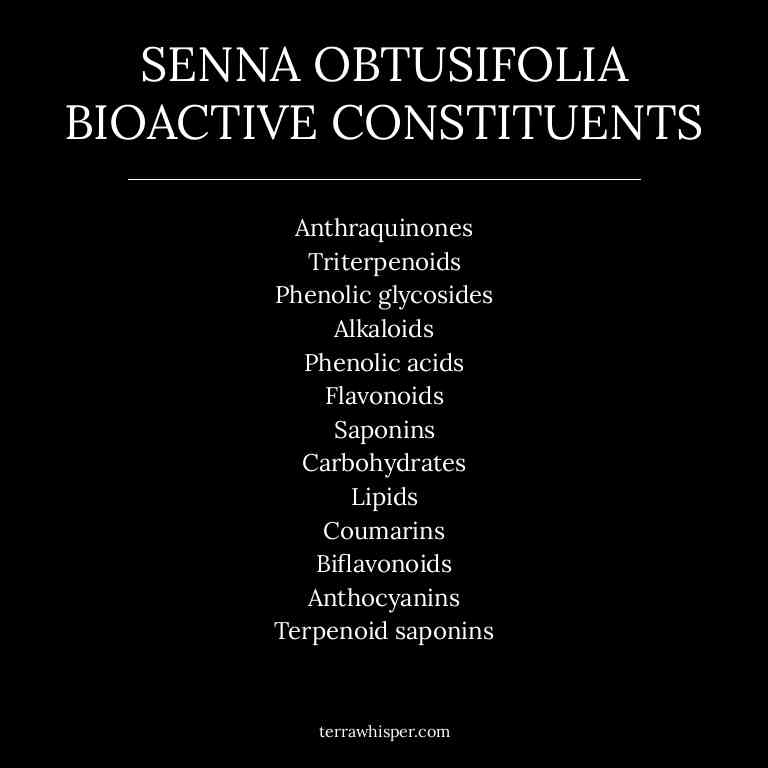 SENNA OBTUSIFOLIA
BIOACTIVE CONSTITUENTS
Anthraquinones
Triterpenoids
Phenolic glycosides
Alkaloids
Phenolic acids
Flavonoids
Saponins
Carbohydrates
Lipids
Coumarins
Biflavonoids
Anthocyanins
Terpenoid saponins
terrawhisper.com